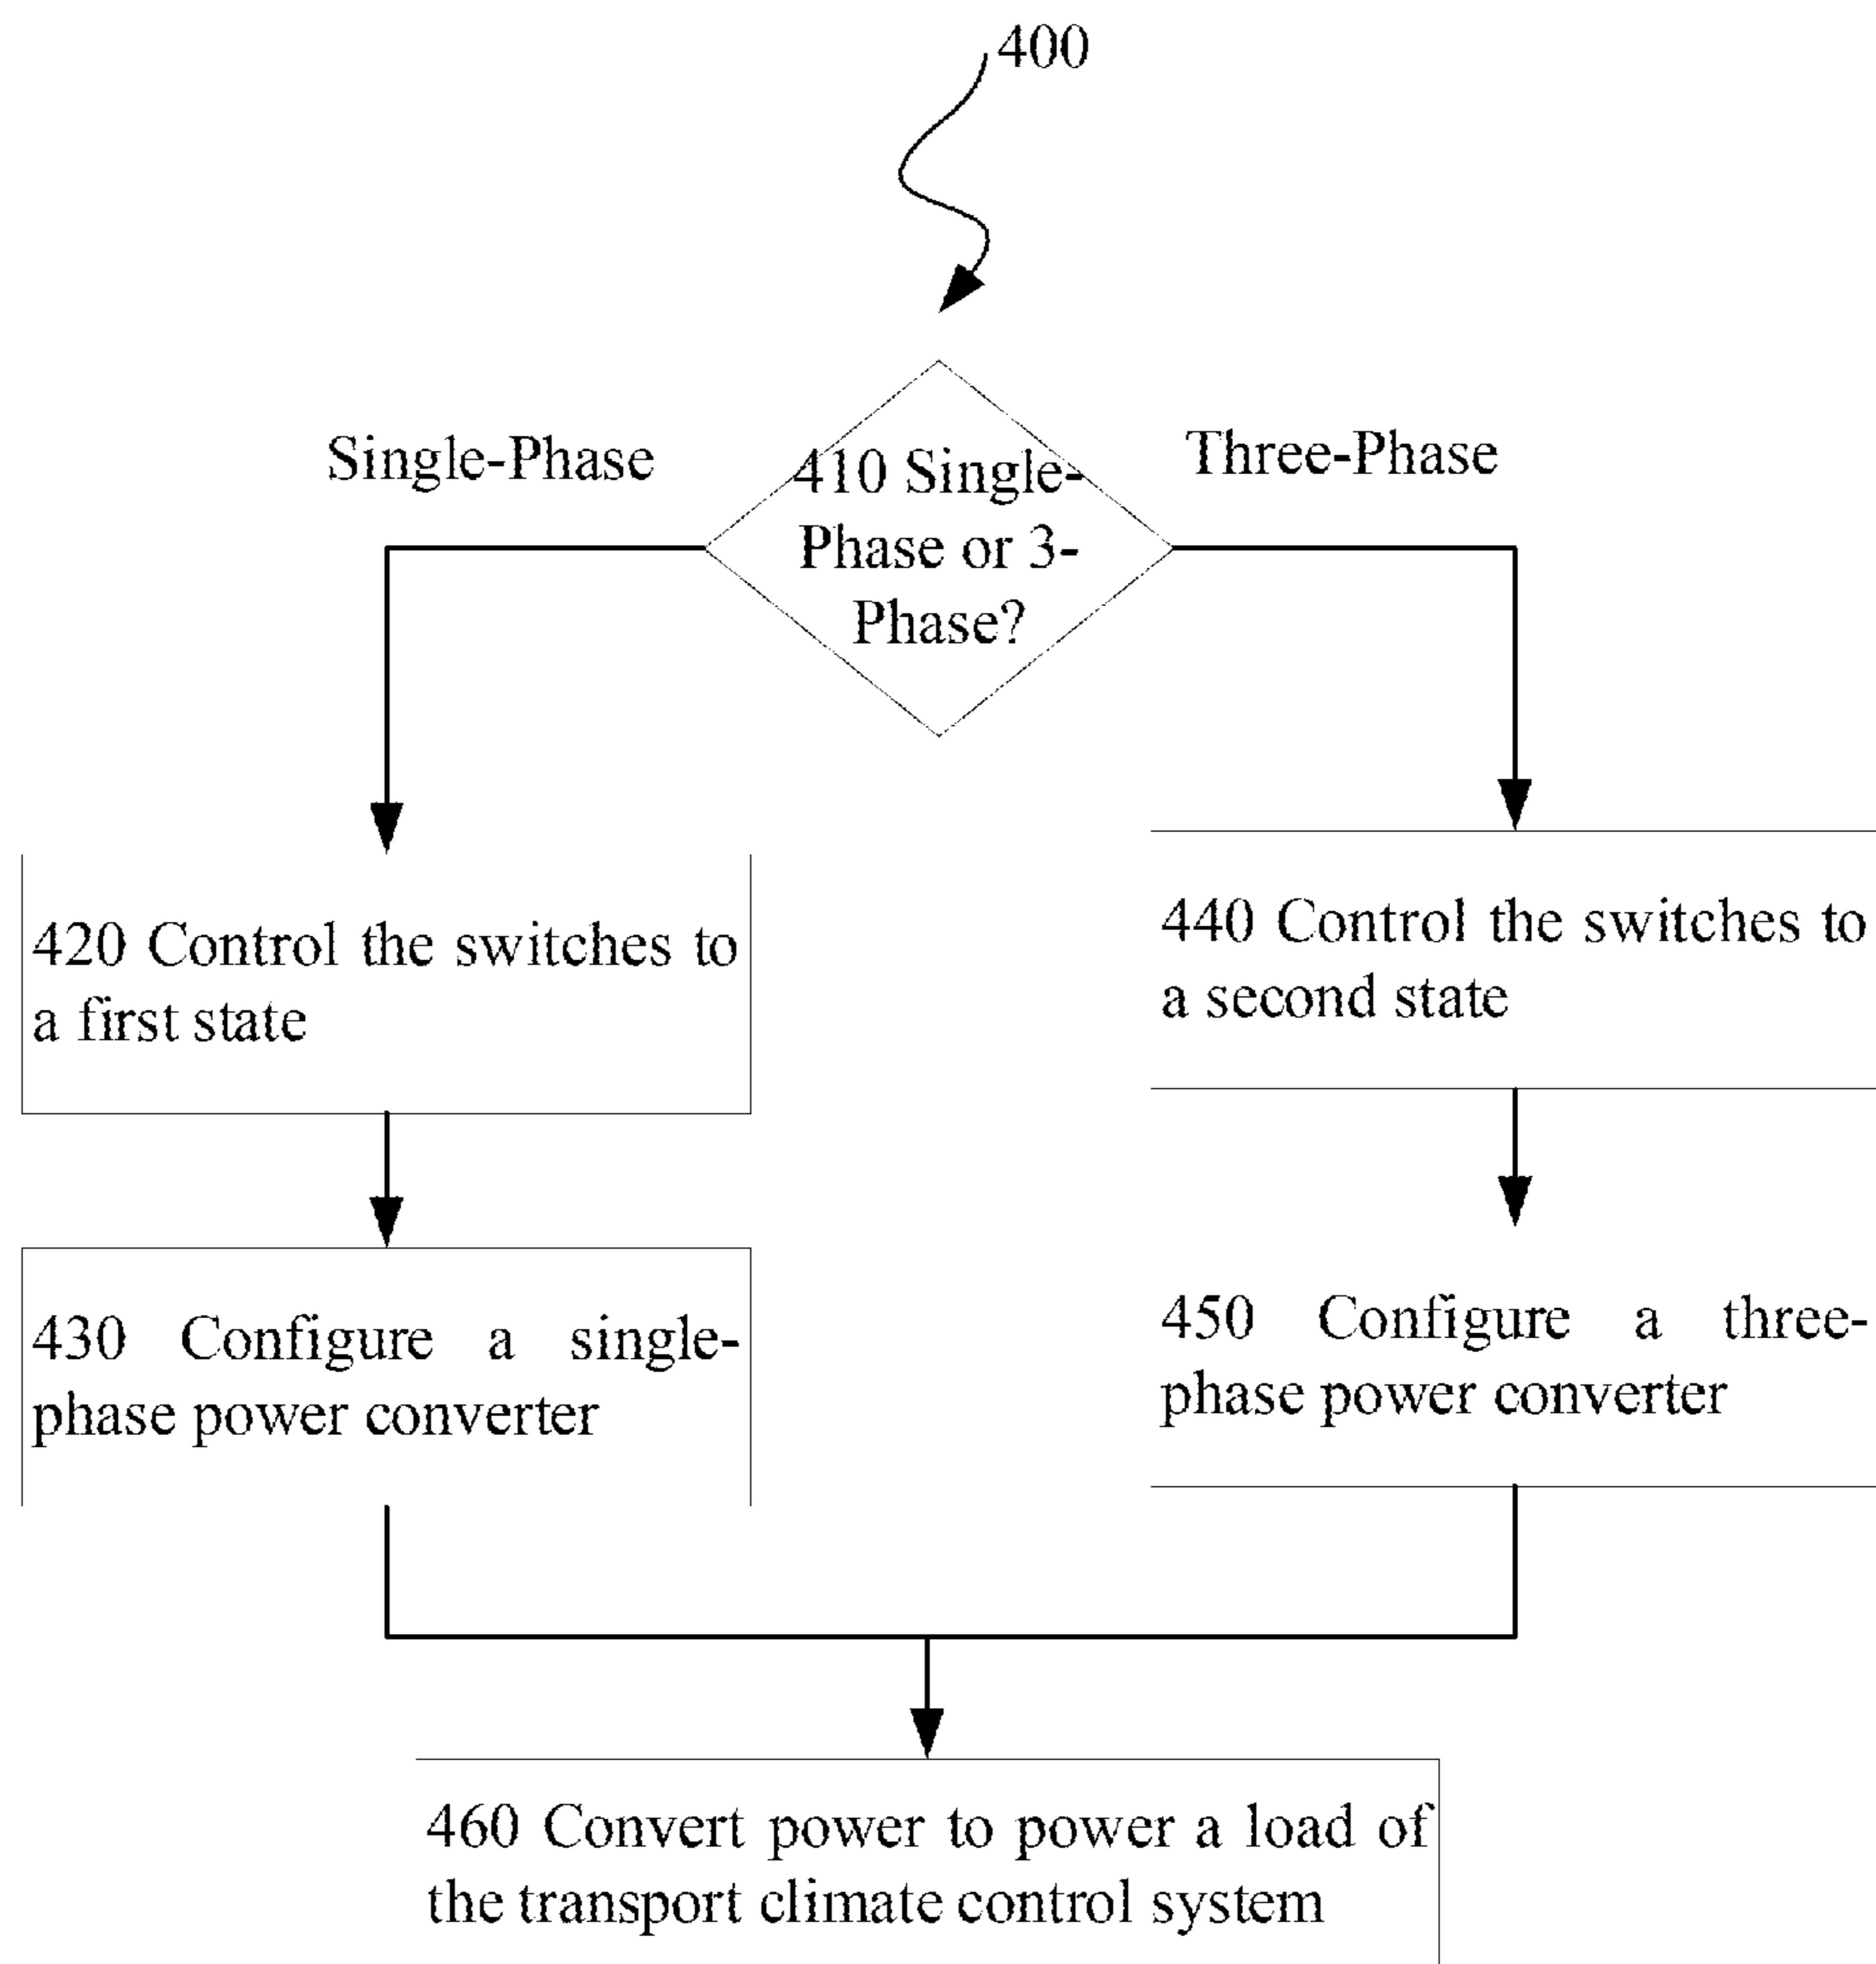 400
Single-Phase
410 Single-
Phase or 3-
Phase?
Three-Phase
420 Control the switches to
a first state
440 Control the switches to
a second state
430 Configure a single-
phase power converter
450 Configure a three-
phase power converter
460 Convert power to power a load of
the transport climate control system